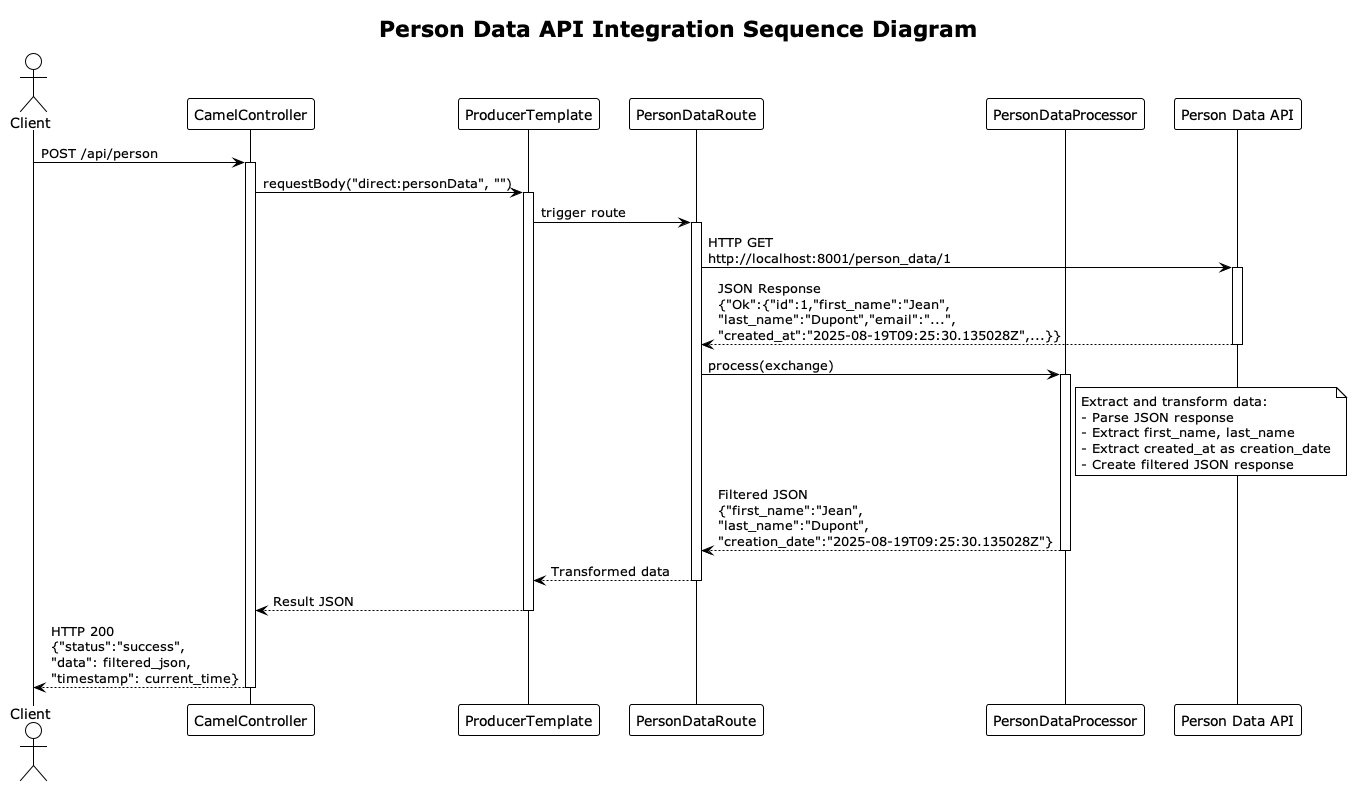 Person Data API Integration Sequence Diagram
Client
CamelController
ProducerTemplate
PersonDataRoute
PersonDataProcessor
Person Data API
POST /api/person
requestBody("direct:personData", "")
trigger route
HTTP GET
http://localhost:8001/person_data/1
JSON Response
{"Ok":{"id":1,"first_name":"Jean",
"last_name":"Dupont","email":"...",
"created_at":"2025-08-19T09:25:30.135028Z",...}}
process(exchange)
Extract and transform data:
- Parse JSON response
- Extract first_name, last_name
- Extract created_at as creation_date
- Create filtered JSON response
Filtered JSON
{"first_name":"Jean",
"last_name":"Dupont",
"creation_date":"2025-08-19T09:25:30.135028Z"}
Transformed data
Result JSON
HTTP 200
{"status":"success",
"data": filtered_json,
"timestamp": current_time}
Client
CamelController
ProducerTemplate
PersonDataRoute
PersonDataProcessor
Person Data API